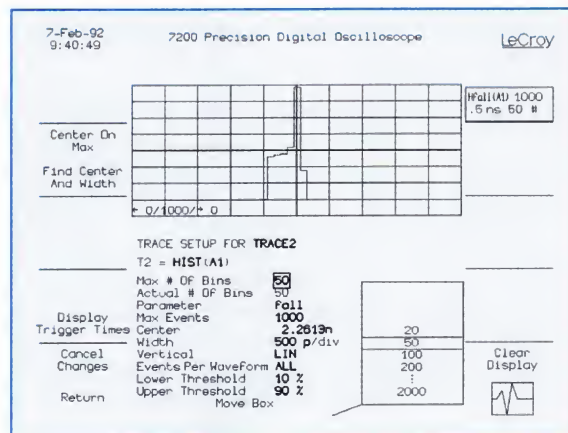 7-Feb-92
9:40:49
7200 Precision Digital Oscilloscope
LeCroy
HFall(A1) 1000
.5 ns 50 #
Center On
Max
Find Center
And Width
← 0/1000/→ 0
TRACE SETUP FOR TRACE2
T2 = HIST(A1)
Max # OF Bins 50
Actual # OF Bins 50
Parameter Fall
Max Events 1000
Center 2.2613n
Width 500 p/div
Vertical LIN
Events Per Waveform ALL
Lower Threshold 10 %
Upper Threshold 90 %
Move Box
Display
Trigger Times
Cancel
Changes
Return
20
50
100
200
⋮
2000
Clear
Display